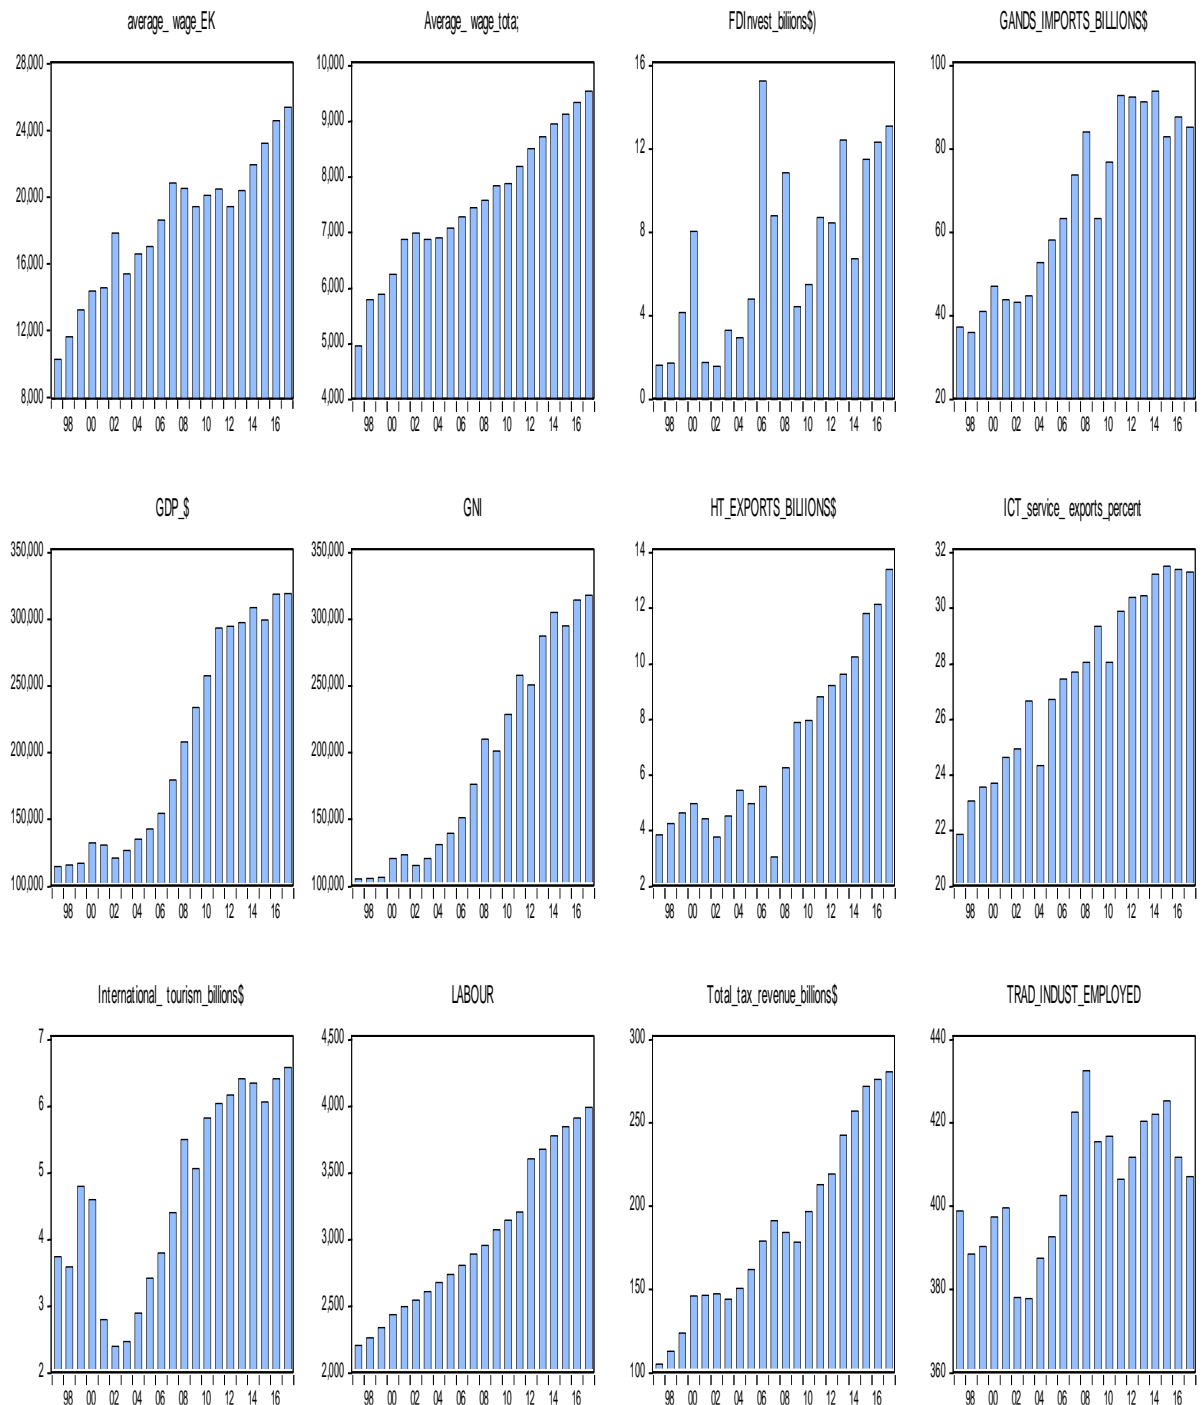 average_ wage_EK
Average_ wage_tota;
FDInvest_biliions$)
GANDS_IMPORTS_BILLIONS$
28,000
24,000
20,000
16,000
12,000
8,000
98 00 02 04 06 08 10 12 14 16
10,000
9,000
8,000
7,000
6,000
5,000
4,000
98 00 02 04 06 08 10 12 14 16
16
12
8
4
0
98 00 02 04 06 08 10 12 14 16
100
80
60
40
20
98 00 02 04 06 08 10 12 14 16
GDP_$
GNI
HT_EXPORTS_BILIIONS$
ICT_service_ exports_percent
350,000
300,000
250,000
200,000
150,000
100,000
98 00 02 04 06 08 10 12 14 16
350,000
300,000
250,000
200,000
150,000
100,000
98 00 02 04 06 08 10 12 14 16
14
12
10
8
6
4
2
98 00 02 04 06 08 10 12 14 16
32
30
28
26
24
22
20
98 00 02 04 06 08 10 12 14 16
International_ tourism_billions$
LABOUR
Total_tax_revenue_billions$
TRAD_INDUST_EMPLOYED
7
6
5
4
3
2
98 00 02 04 06 08 10 12 14 16
4,500
4,000
3,500
3,000
2,500
2,000
98 00 02 04 06 08 10 12 14 16
300
250
200
150
100
98 00 02 04 06 08 10 12 14 16
440
420
400
380
360
98 00 02 04 06 08 10 12 14 16